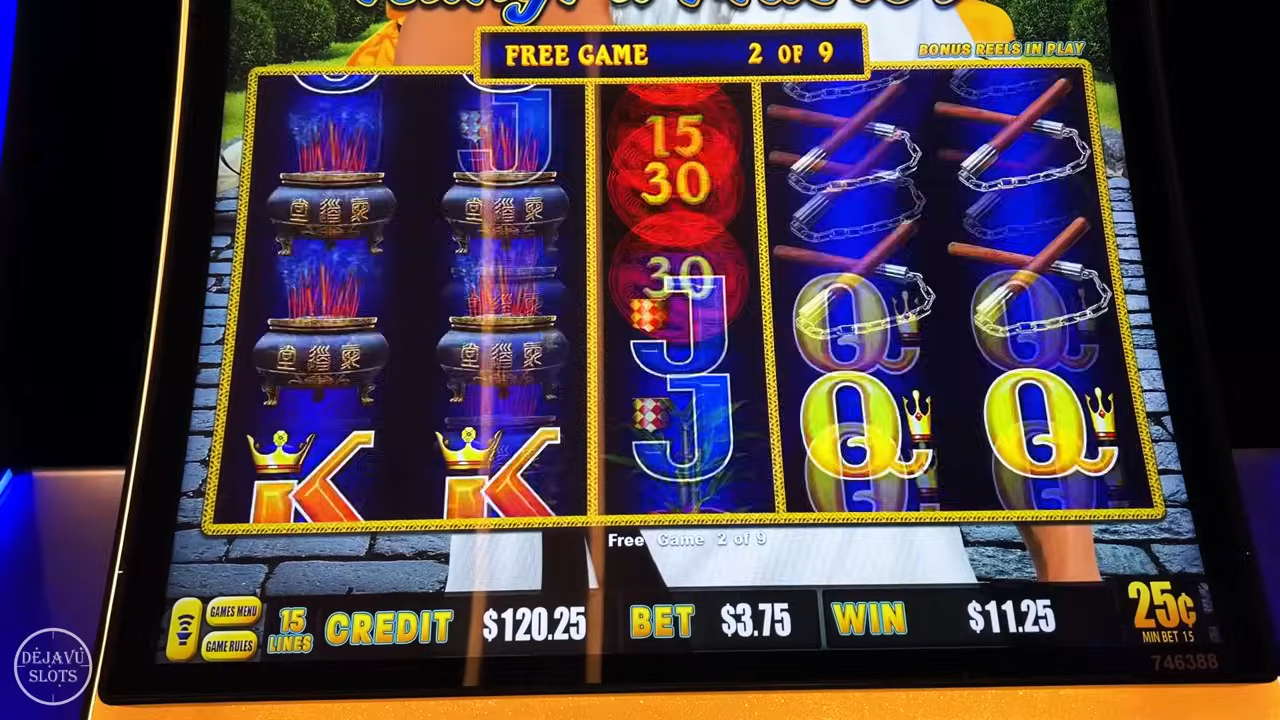 FREE GAME 2 OF 9
BONUS REELS IN PLAY
J
15
30
30
J
K K J Q Q
Free Game 2 of 9
GAMES MENU
GAME RULES
15
LINES
CREDIT $120.25
BET $3.75
WIN $11.25
25¢
MIN BET 15
746388
DÉJÀVU
SLOTS